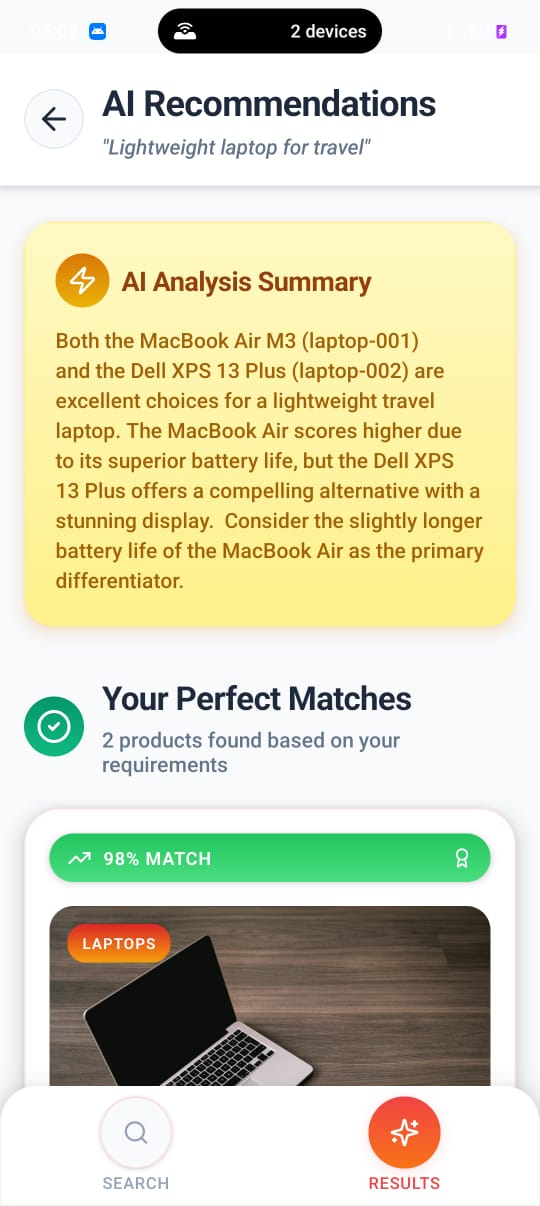 2 devices
AI Recommendations
"Lightweight laptop for travel"
AI Analysis Summary
Both the MacBook Air M3 (laptop-001)
and the Dell XPS 13 Plus (laptop-002) are
excellent choices for a lightweight travel
laptop. The MacBook Air scores higher due
to its superior battery life, but the Dell XPS
13 Plus offers a compelling alternative with a
stunning display.  Consider the slightly longer
battery life of the MacBook Air as the primary
differentiator.
Your Perfect Matches
2 products found based on your
requirements
98% MATCH
LAPTOPS
SEARCH
RESULTS